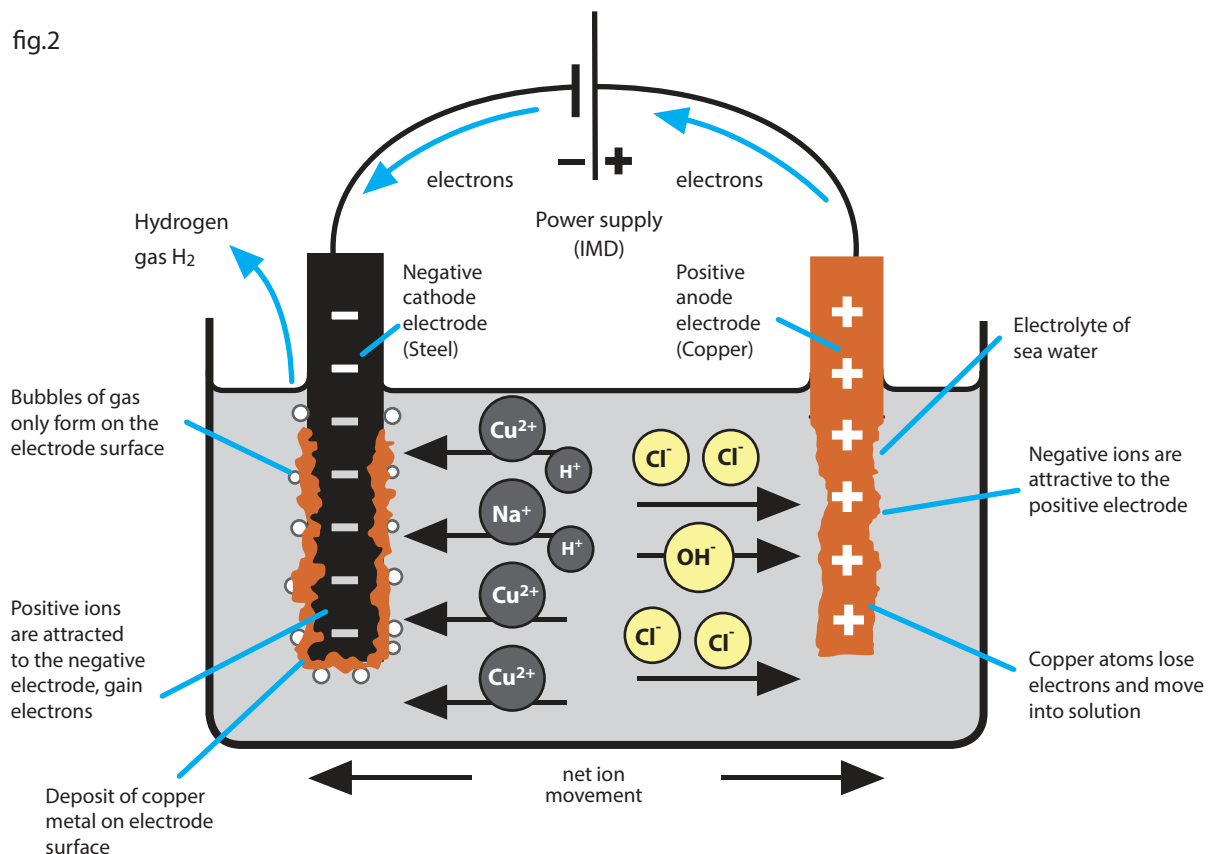 fig.2
−
+
electrons
electrons
Power supply
(IMD)
Hydrogen
gas H₂
Negative
cathode
electrode
(Steel)
Positive
anode
electrode
(Copper)
Electrolyte of
sea water
Bubbles of gas
only form on the
electrode surface
Negative ions are
attractive to the
positive electrode
Cu²⁺
H⁺
Na⁺
H⁺
Cu²⁺
Cu²⁺
Cl⁻
Cl⁻
OH⁻
Cl⁻
Cl⁻
Positive ions
are attracted
to the negative
electrode, gain
electrons
Copper atoms lose
electrons and move
into solution
Deposit of copper
metal on electrode
surface
net ion
movement